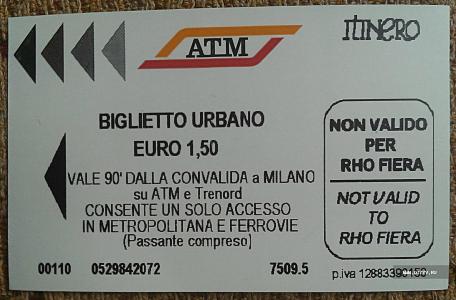 ATM
ITINERO
BIGLIETTO URBANO
EURO 1,50
VALE 90' DALLA CONVALIDA a MILANO
su ATM e Trenord
CONSENTE UN SOLO ACCESSO
IN METROPOLITANA E FERROVIE
(Passante compreso)
NON VALIDO
PER
RHO FIERA
NOT VALID
TO
RHO FIERA
00110 0529842072 7509.5
p.iva